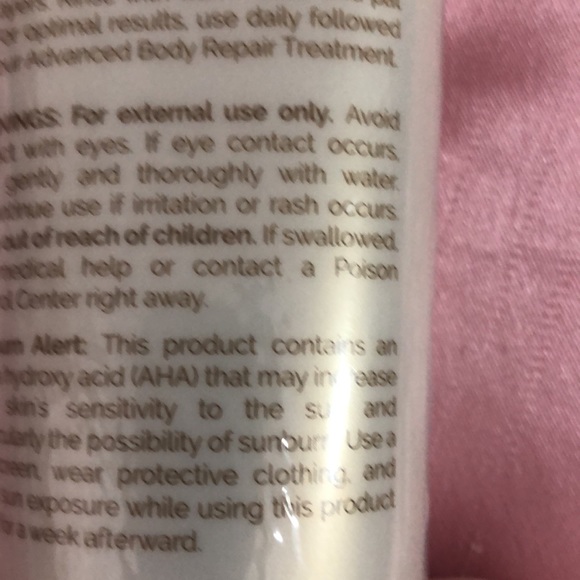 or optimal results, use daily followed
Advanced Body Repair Treatment.
For external use only. Avoid
with eyes. If eye contact occurs,
gently and thoroughly with water.
use if irritation or rash occurs.
out of reach of children. If swallowed,
medical help or contact a Poison
Center right away.
Alert: This product contains an
hydroxy acid (AHA) that may increase
skin's sensitivity to the sun and
the possibility of sunburn. Use a
wear protective clothing, and
sun exposure while using this product
for a week afterward.